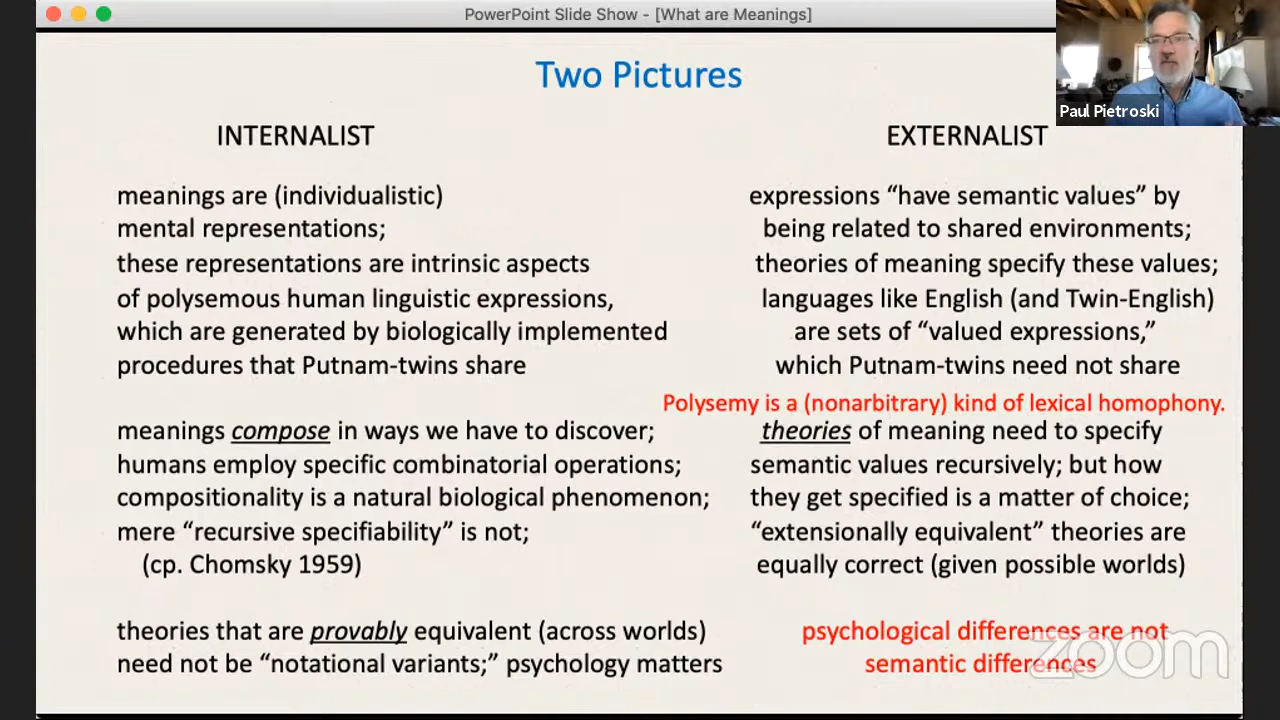 PowerPoint Slide Show - [What are Meanings]
Two Pictures
Paul Pietroski
INTERNALIST
meanings are (individualistic)
mental representations;
these representations are intrinsic aspects
of polysemous human linguistic expressions,
which are generated by biologically implemented
procedures that Putnam-twins share
meanings compose in ways we have to discover;
humans employ specific combinatorial operations;
compositionality is a natural biological phenomenon;
mere “recursive specifiability” is not;
(cp. Chomsky 1959)
theories that are provably equivalent (across worlds)
need not be “notational variants;” psychology matters
EXTERNALIST
expressions “have semantic values” by
being related to shared environments;
theories of meaning specify these values;
languages like English (and Twin-English)
are sets of “valued expressions,”
which Putnam-twins need not share
Polysemy is a (nonarbitrary) kind of lexical homophony.
theories of meaning need to specify
semantic values recursively; but how
they get specified is a matter of choice;
“extensionally equivalent” theories are
equally correct (given possible worlds)
psychological differences are not
semantic differences
zoom